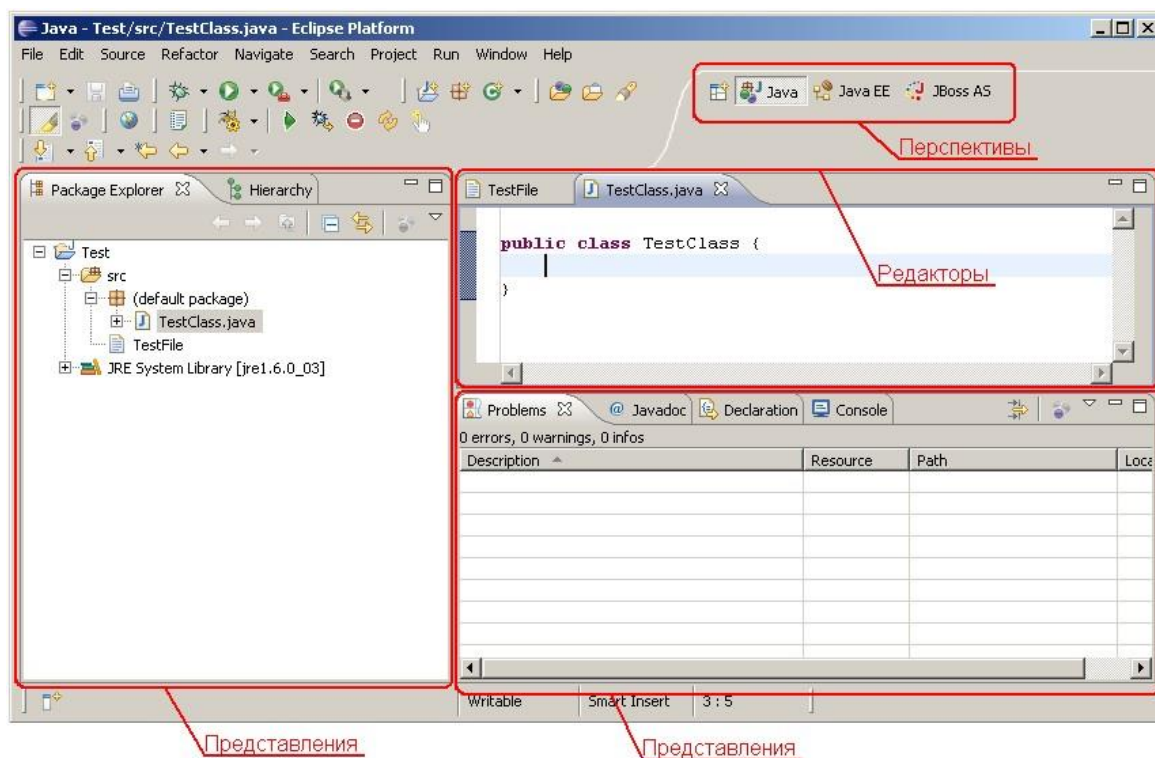 Java - Test/src/TestClass.java - Eclipse Platform
File Edit Source Refactor Navigate Search Project Run Window Help
Java Java EE JBoss AS
Перспективы
Package Explorer Hierarchy
TestFile TestClass.java
Test
src
(default package)
TestClass.java
TestFile
JRE System Library [jre1.6.0_03]
public class TestClass {
}
Редакторы
Problems @ Javadoc Declaration Console
0 errors, 0 warnings, 0 infos
Description Resource Path Loca
Writable Smart Insert 3 : 5
Представления
Представления